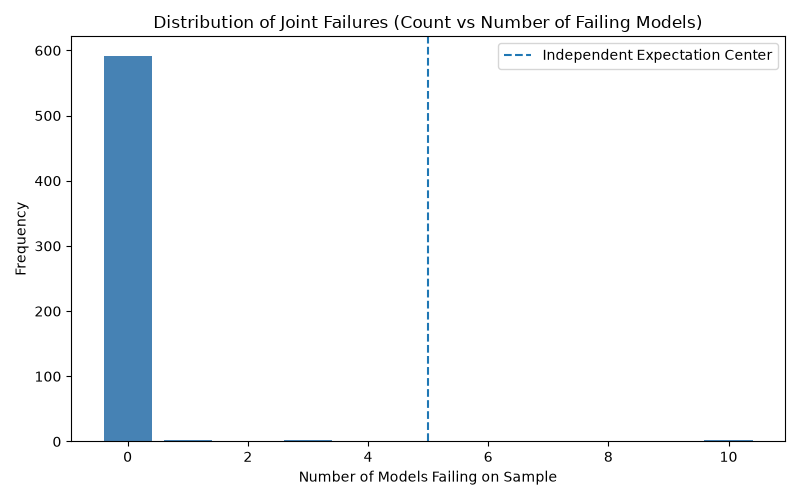 Distribution of Joint Failures (Count vs Number of Failing Models)
Independent Expectation Center
Frequency
600
500
400
300
200
100
0
0 2 4 6 8 10
Number of Models Failing on Sample